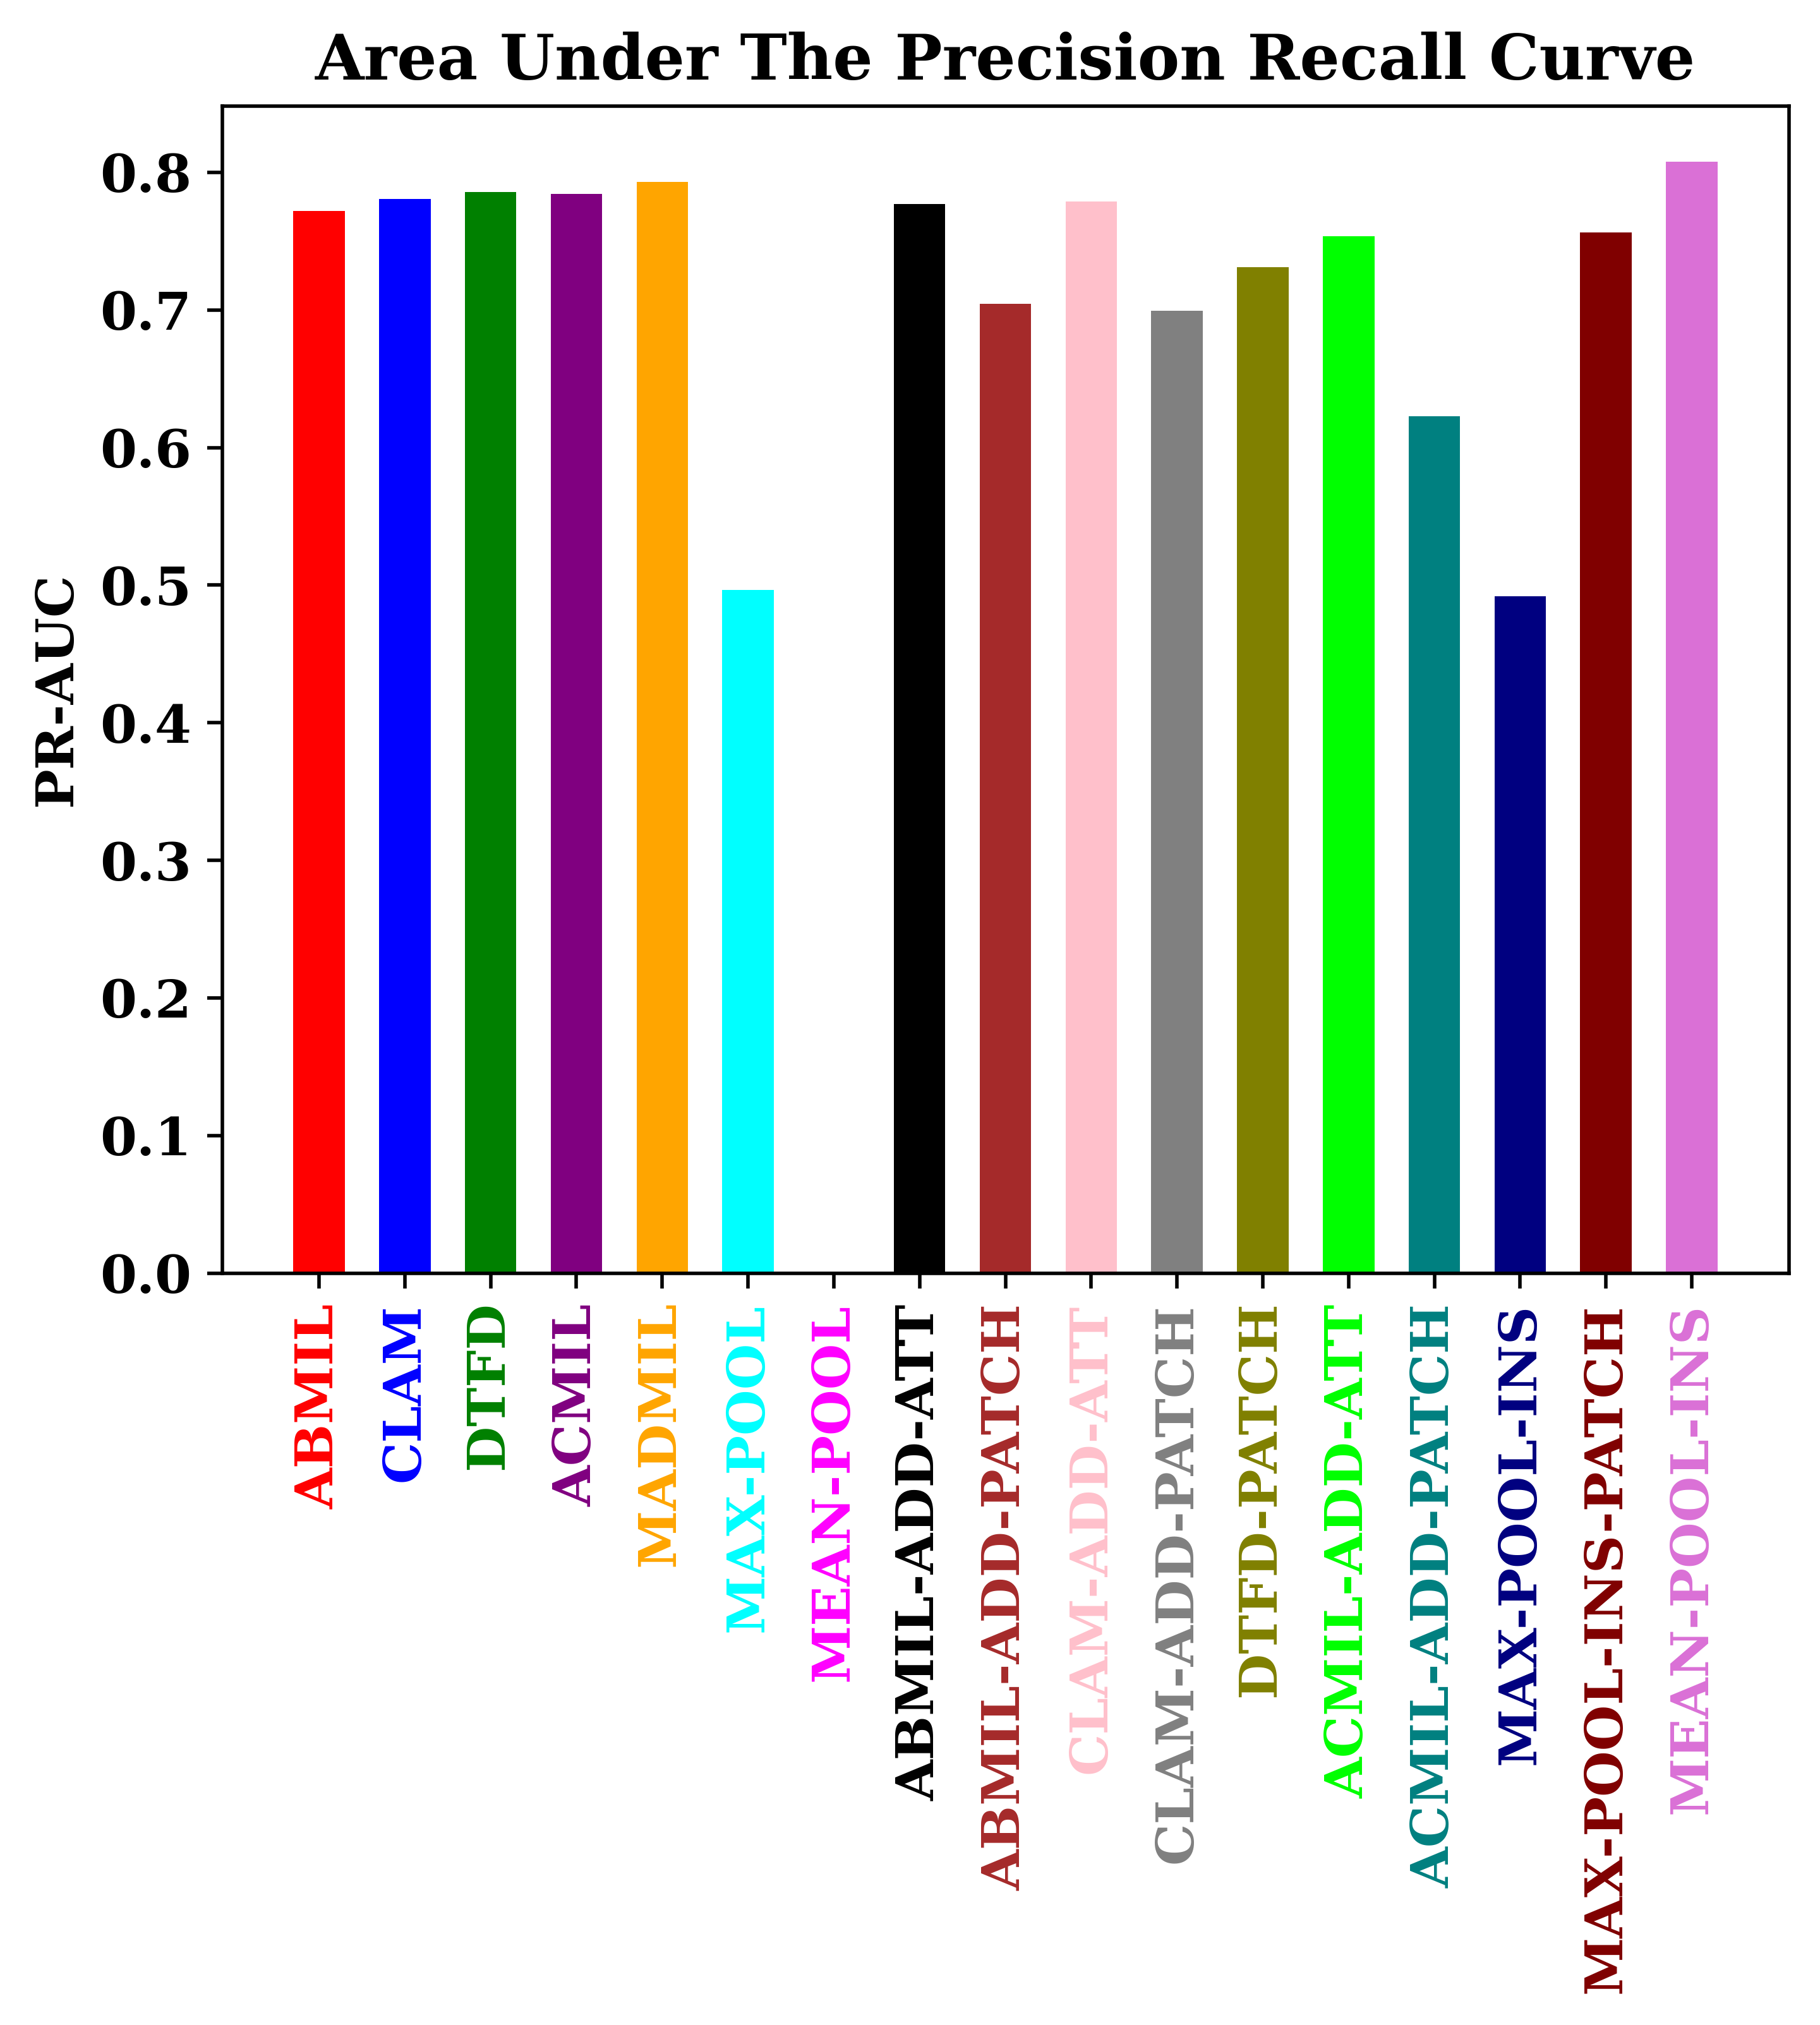 Area Under The Precision Recall Curve
PR-AUC
0.8
0.7
0.6
0.5
0.4
0.3
0.2
0.1
0.0
ABMIL
CLAM
DTFD
ACMIL
MADMIL
MAX-POOL
MEAN-POOL
ABMIL-ADD-ATT
ABMIL-ADD-PATCH
CLAM-ADD-ATT
CLAM-ADD-PATCH
DTFD-PATCH
ACMIL-ADD-ATT
ACMIL-ADD-PATCH
MAX-POOL-INS
MAX-POOL-INS-PATCH
MEAN-POOL-INS